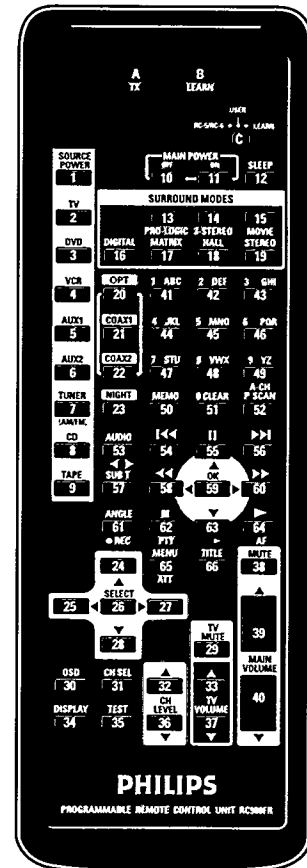 A B
TX LEARN
USER
RC-5/RC-6 LEARN
C
SOURCE POWER
1
MAIN POWER
OFF ON
10 ↔ 11
SLEEP
12
TV
2
SURROUND MODES
13 14 15
PRO-LOGIC 3-STEREO MOVIE
DIGITAL MATRIX HALL STEREO
16 17 18 19
DVD
3
VCR
4
OPT
20
1 ABC 2 DEF 3 GHI
41 42 43
AUX1
5
COAX1
21
4 JKL 5 MNO 6 PQR
44 45 46
AUX2
6
COAX2
22
7 STU 8 VWX 9 YZ
47 48 49
TUNER
7
(AM/FM)
NIGHT
23
MEMO 0 CLEAR A-CH P SCAN
50 51 52
CD
8
AUDIO
53 54 55 56
TAPE
9
SUB T
57 58 OK 59 60
ANGLE
61 62 63 64
● REC PTY AF
24
MENU TITLE MUTE
65 66 38
ATT
25 SELECT 26 27
28
TV MUTE
29
39
MAIN VOLUME
40
OSD CH SEL
30 31 32 33
CH LEVEL TV VOLUME
DISPLAY TEST
34 35 36 37
PHILIPS
PROGRAMMABLE REMOTE CONTROL UNIT